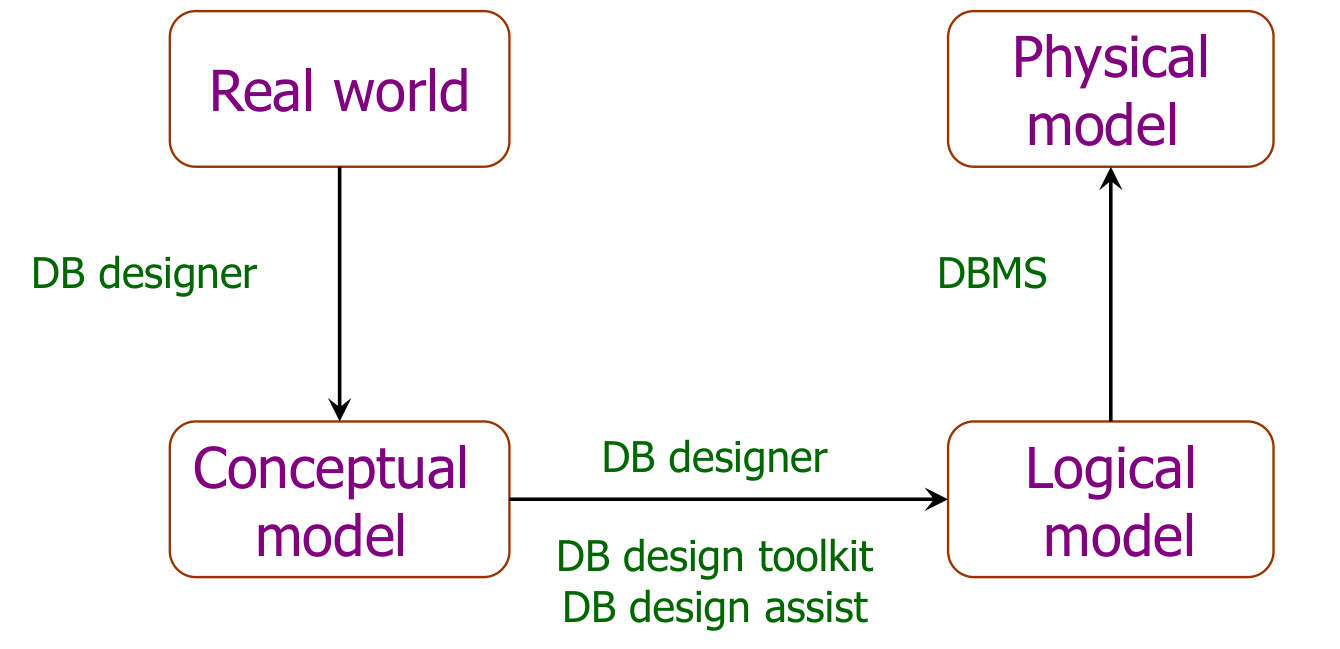 Real world
Physical
model
DB designer
DBMS
Conceptual
model
DB designer
DB design toolkit
DB design assist
Logical
model